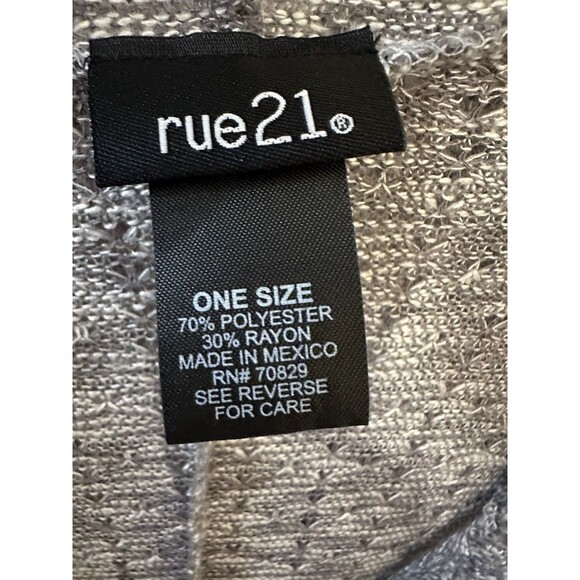 rue21®
ONE SIZE
70% POLYESTER
30% RAYON
MADE IN MEXICO
RN# 70829
SEE REVERSE
FOR CARE